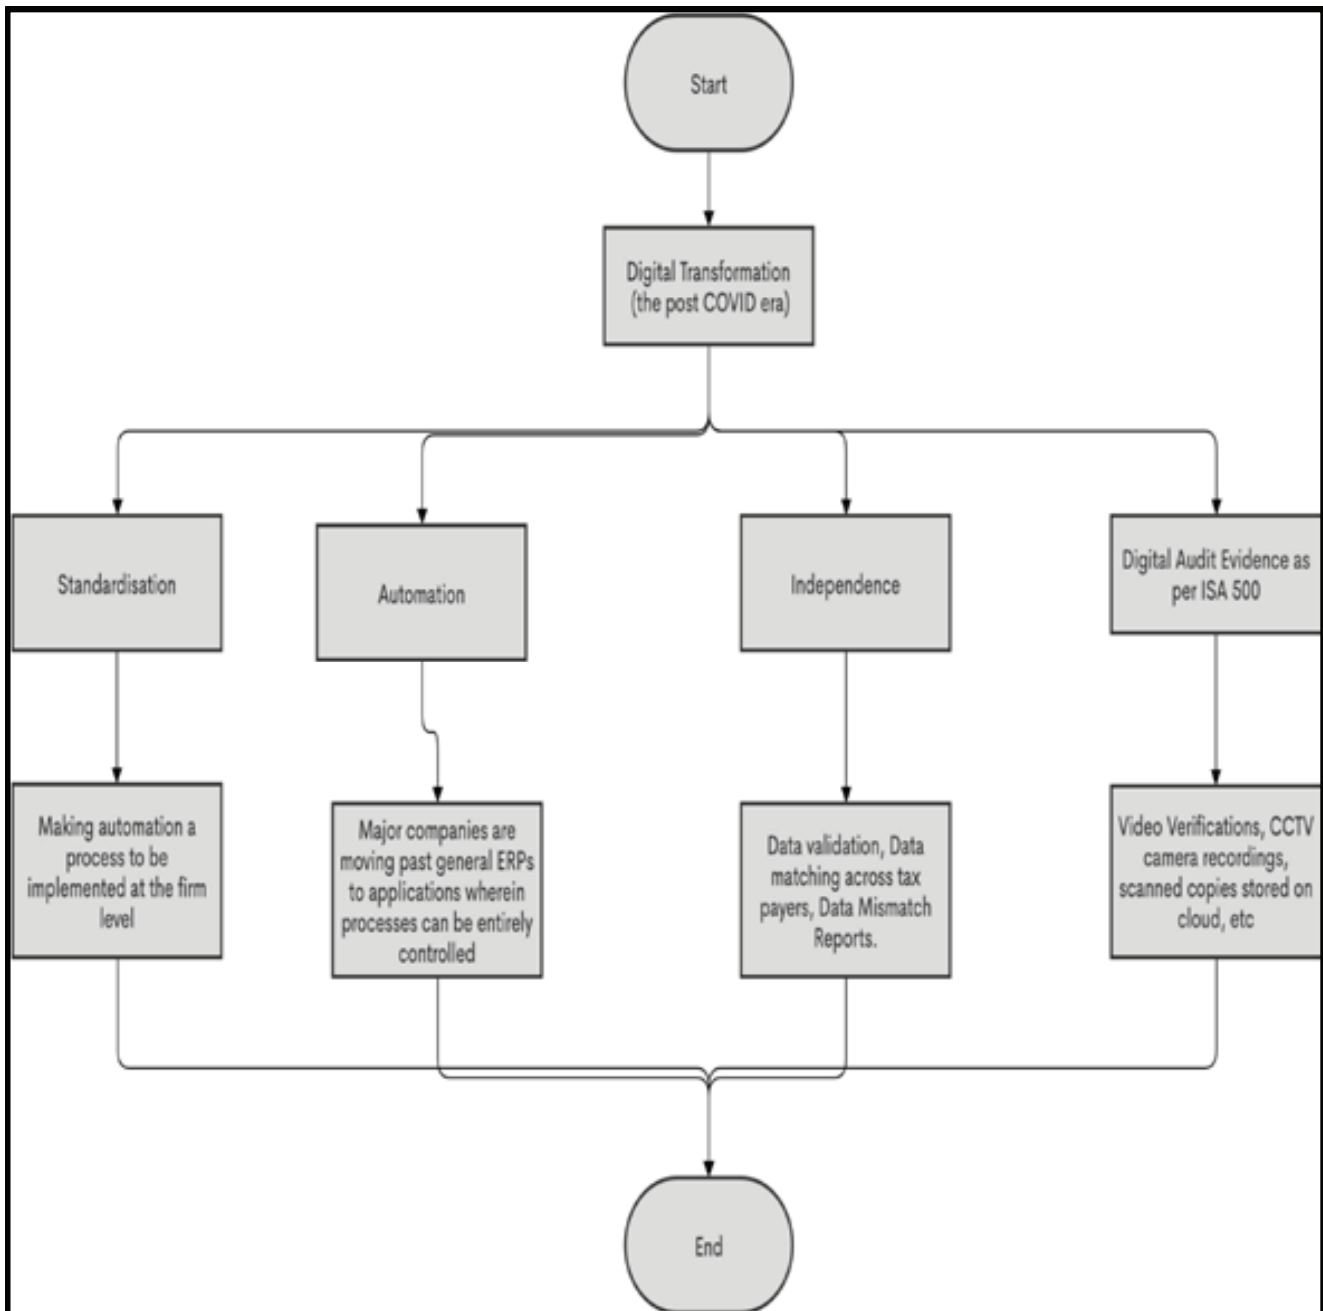 Start
Digital Transformation
(the post COVID era)
Standardisation
Automation
Independence
Digital Audit Evidence as
per ISA 500
Making automation a
process to be
implemented at the firm
level
Major companies are
moving past general ERPs
to applications wherein
processes can be entirely
controlled
Data validation, Data
matching across tax
payers, Data Mismatch
Reports.
Video Verifications, CCTV
camera recordings,
scanned copies stored on
cloud, etc
End